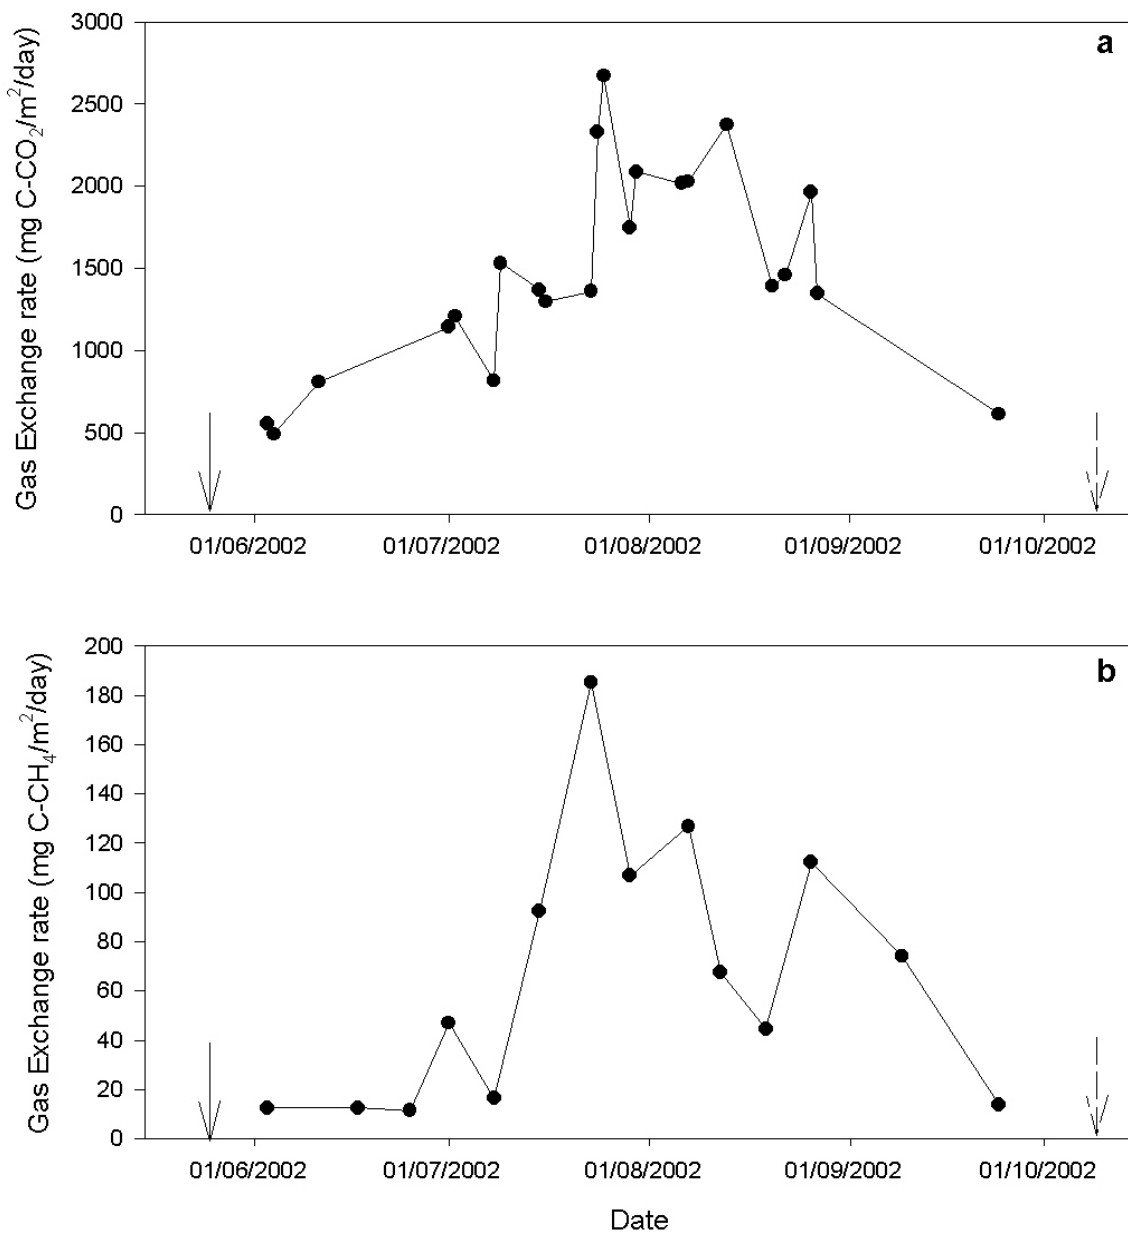 a
Gas Exchange rate (mg C-CO₂/m²/day)
3000
2500
2000
1500
1000
500
0
01/06/2002 01/07/2002 01/08/2002 01/09/2002 01/10/2002
b
Gas Exchange rate (mg C-CH₄/m²/day)
200
180
160
140
120
100
80
60
40
20
0
01/06/2002 01/07/2002 01/08/2002 01/09/2002 01/10/2002
Date